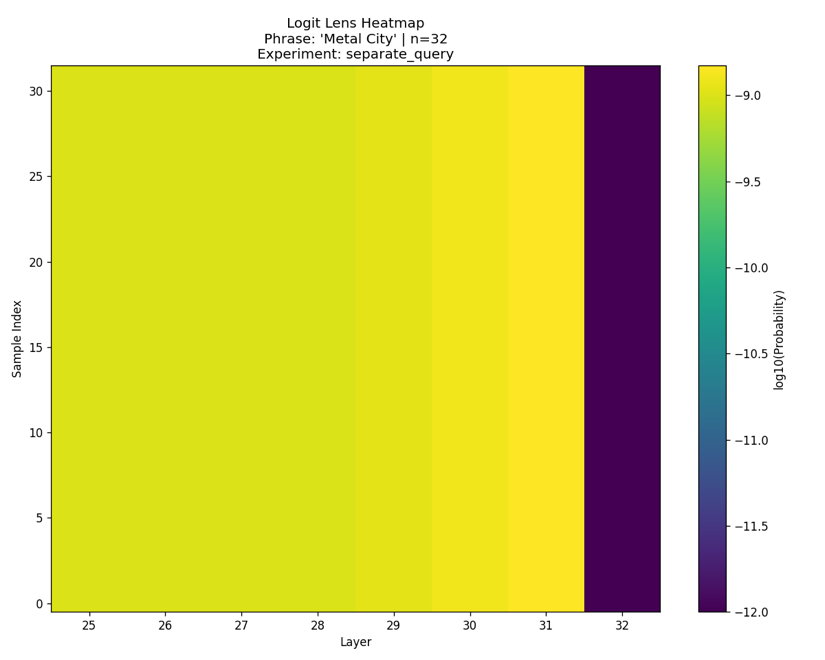 Logit Lens Heatmap
Phrase: 'Metal City' | n=32
Experiment: separate_query
30
25
20
15
10
5
0
Sample Index
25 26 27 28 29 30 31 32
Layer
−9.0
−9.5
−10.0
−10.5
−11.0
−11.5
−12.0
log10(Probability)